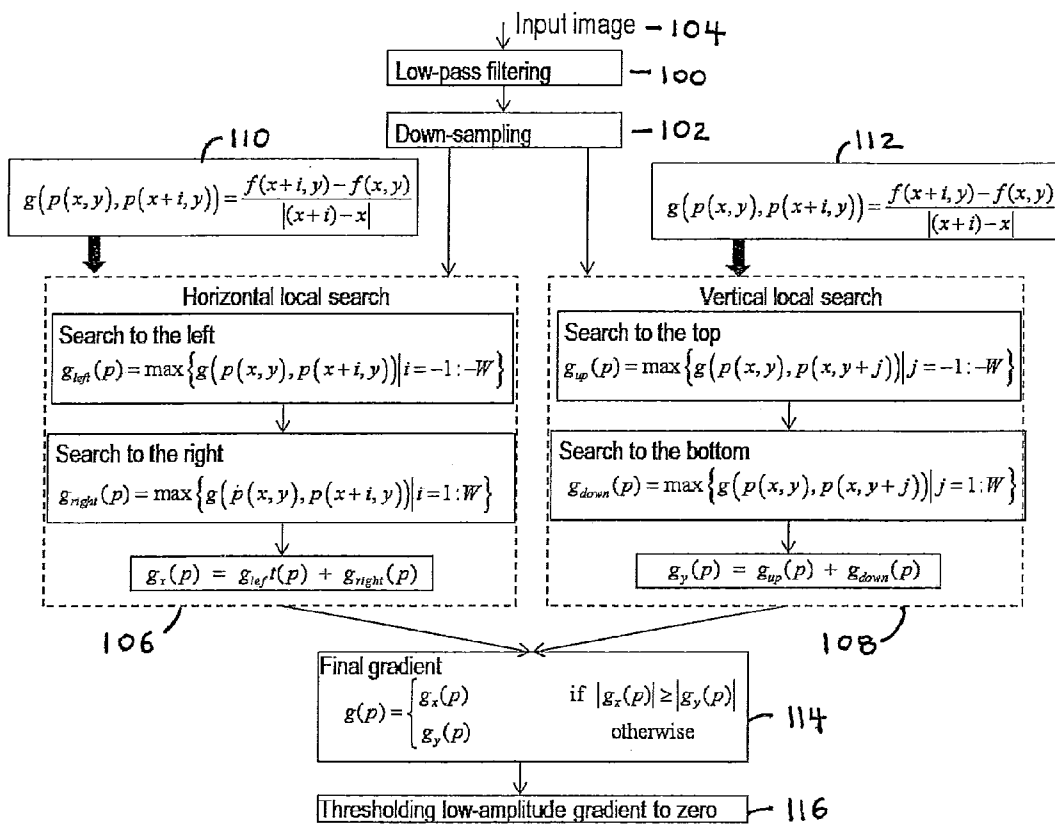 Input image – 104
Low-pass filtering – 100
Down-sampling – 102
110
g(p(x, y), p(x+i, y)) = f(x+i, y) – f(x, y) / |(x+i) – x|
112
g(p(x, y), p(x+i, y)) = f(x+i, y) – f(x, y) / |(x+i) – x|
Horizontal local search
Search to the left
g_left(p) = max{g(p(x, y), p(x+i, y))|i = –1:–W}
Search to the right
g_right(p) = max{g(p(x, y), p(x+i, y))|i = 1:W}
g_x(p) = g_left(p) + g_right(p)
106
Vertical local search
Search to the top
g_up(p) = max{g(p(x, y), p(x, y+j))|j = –1:–W}
Search to the bottom
g_down(p) = max{g(p(x, y), p(x, y+j))|j = 1:W}
g_y(p) = g_up(p) + g_down(p)
108
Final gradient
g(p) = { g_x(p) if |g_x(p)| ≥ |g_y(p)|
g_y(p) otherwise
114
Thresholding low-amplitude gradient to zero – 116